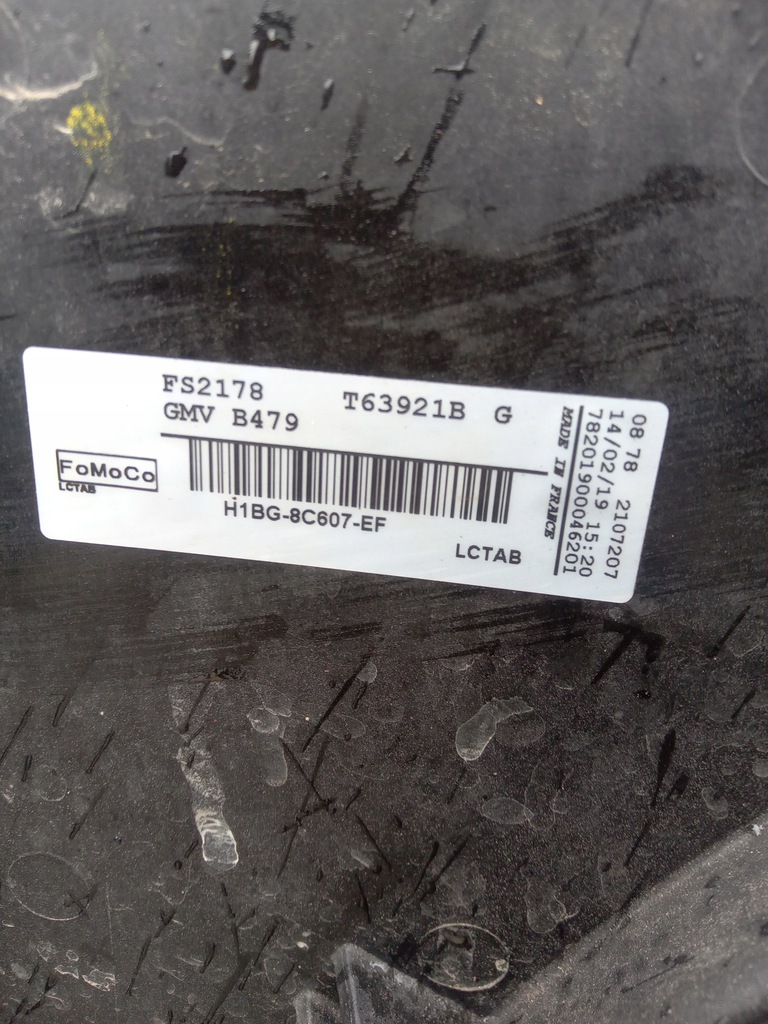 FS2178
T63921B G
GMV B479
FoMoCo
LCTAB
H1BG-8C607-EF
LCTAB
MADE IN FRANCE
08 78 2107207
14/02/19 15:20
782019000046201